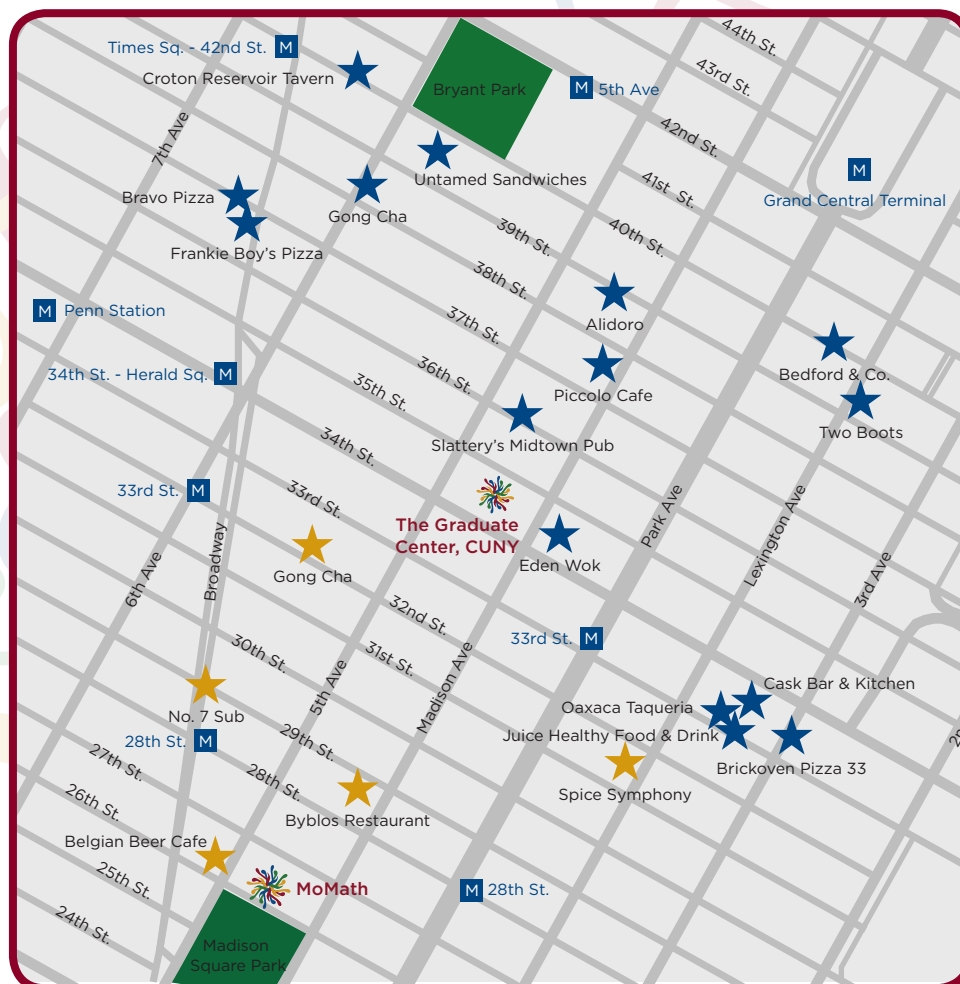 44th St.
Times Sq. - 42nd St. M
Croton Reservoir Tavern
43rd St.
Bryant Park
M 5th Ave
7th Ave
42nd St.
Untamed Sandwiches
M
Grand Central Terminal
41st St.
Bravo Pizza
Gong Cha
39th St.
40th St.
Frankie Boy's Pizza
38th St.
M Penn Station
Alidoro
37th St.
34th St. - Herald Sq. M
36th St.
Bedford & Co.
35th St.
Piccolo Cafe
Two Boots
34th St.
Slattery's Midtown Pub
33rd St. M
33rd St.
The Graduate
Center, CUNY
Park Ave
Lexington Ave
Eden Wok
Broadway
6th Ave
Gong Cha
3rd Ave
32nd St.
33rd St. M
30th St.
31st St.
5th Ave
Madison Ave
Cask Bar & Kitchen
Oaxaca Taqueria
No. 7 Sub
Juice Healthy Food & Drink
28th St. M
29th St.
Brickoven Pizza 33
27th St.
28th St.
Spice Symphony
26th St.
Byblos Restaurant
Belgian Beer Cafe
25th St.
MoMath
M 28th St.
24th St.
Madison
Square Park